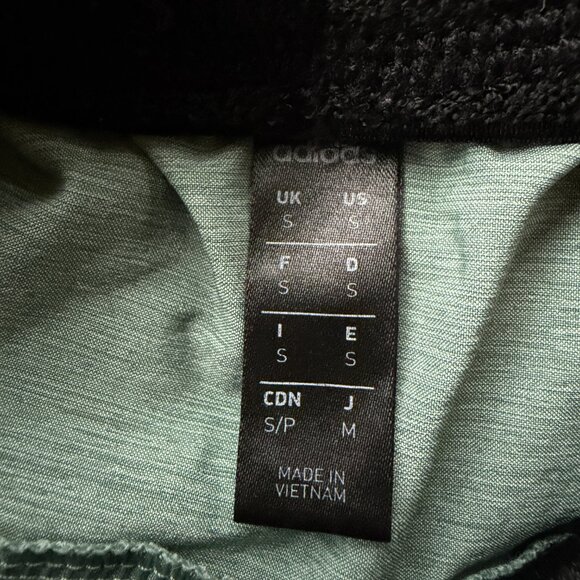 adidas
UK US
S S
F D
S S
I E
S S
CDN J
S/P M
MADE IN
VIETNAM